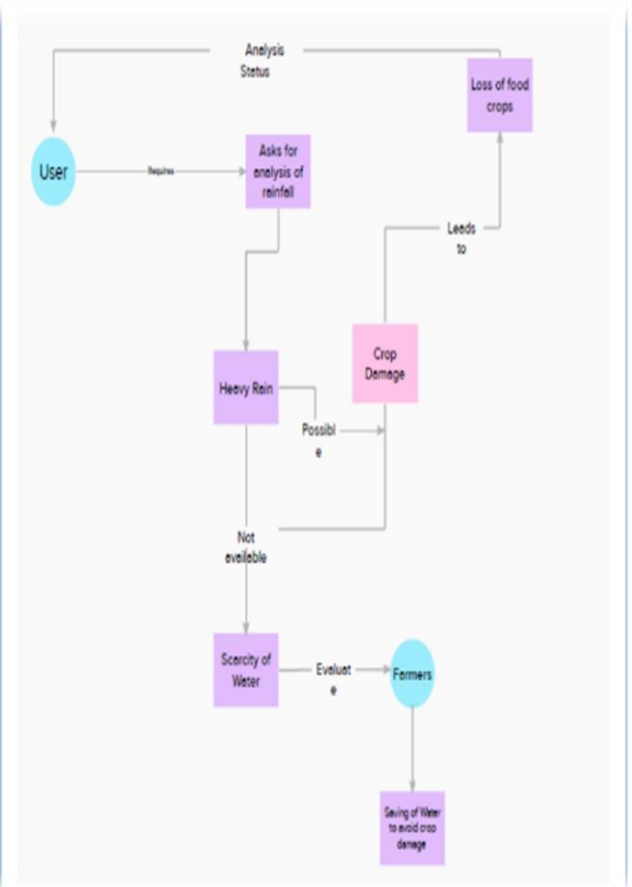 Analysis
Status
Loss of food
crops
User
Requires
Asks for
analysis of
rainfall
Leads
to
Crop
Damage
Heavy Rain
Possibl
e
Not
available
Scarcity of
Water
Evaluat
e
Farmers
Saving of Water
to avoid crop
damage